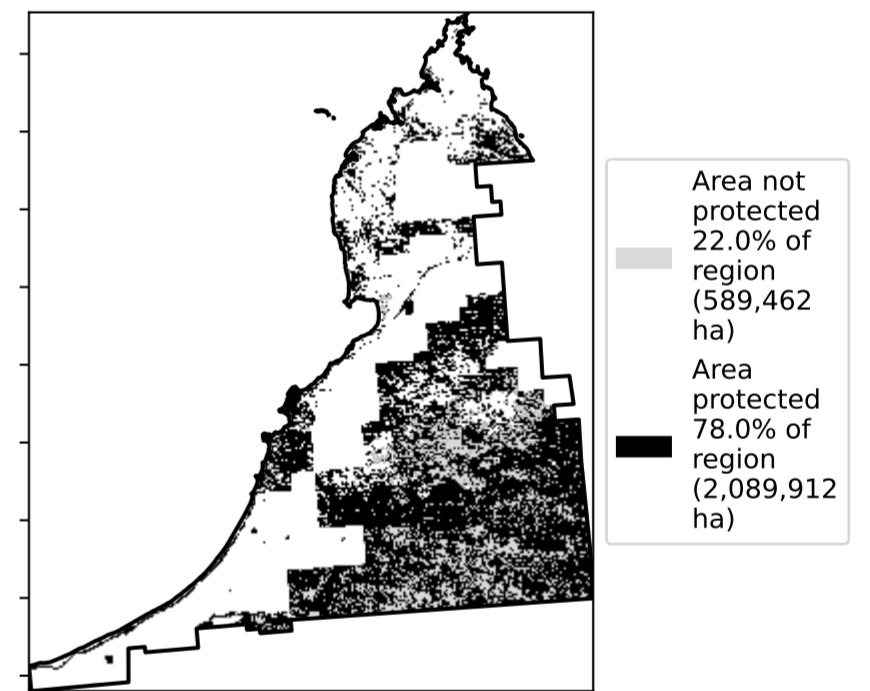 Area not
protected
22.0% of
region
(589,462
ha)
Area
protected
78.0% of
region
(2,089,912
ha)